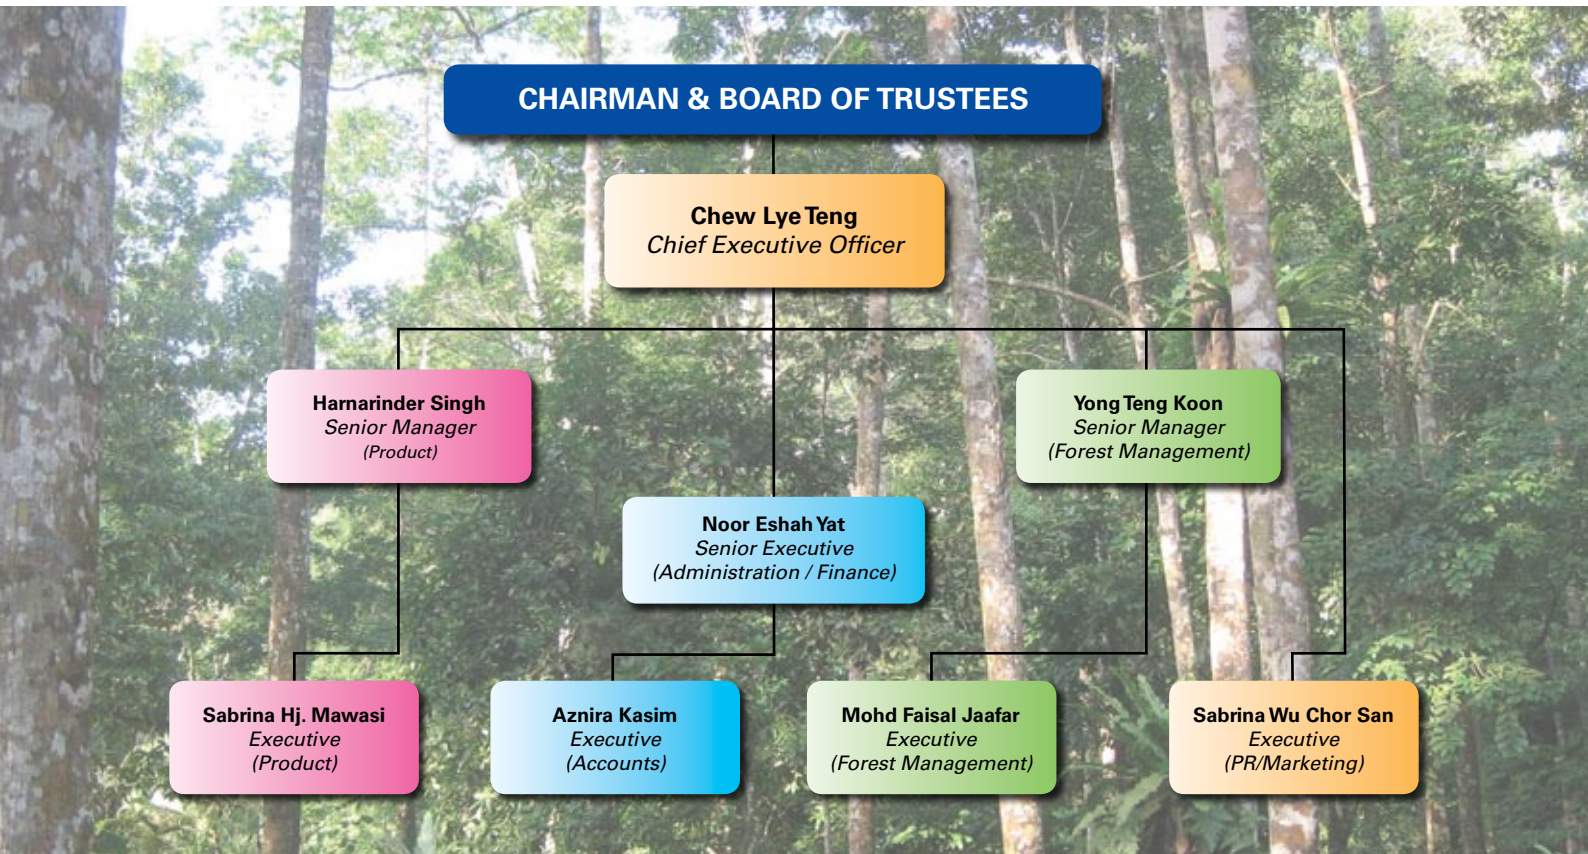 CHAIRMAN & BOARD OF TRUSTEES
Chew Lye Teng
Chief Executive Officer
Harnarinder Singh
Senior Manager
(Product)
Yong Teng Koon
Senior Manager
(Forest Management)
Noor Eshah Yat
Senior Executive
(Administration / Finance)
Sabrina Hj. Mawasi
Executive
(Product)
Aznira Kasim
Executive
(Accounts)
Mohd Faisal Jaafar
Executive
(Forest Management)
Sabrina Wu Chor San
Executive
(PR/Marketing)